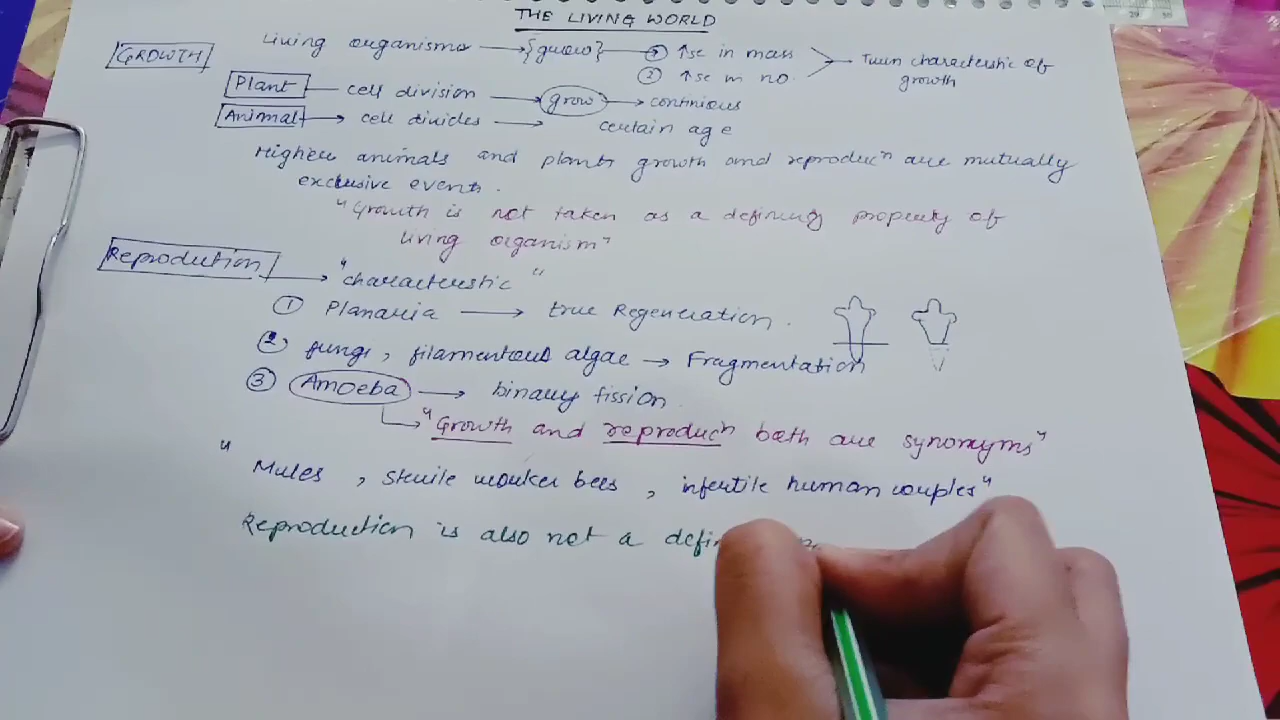 THE LIVING WORLD
GROWTH
Living organisms → {grow} → ① ↑se in mass
② ↑se in no.
Twin characteristic of
growth
Plant — cell division → grow → continious
Animal → cell divides → certain age
Higher animals and plants growth and reproducⁿ are mutually
exclusive events.
"Growth is not taken as a defining property of
living organism"
Reprodution → "characteristic"
① Planaria → true Regeneration.
② fungi, filamentous algae → Fragmentation
③ Amoeba → binary fission
"Growth and reproducⁿ both are synonyms"
"Mules, sterile worker bees, infertile human couples"
Reproduction is also not a